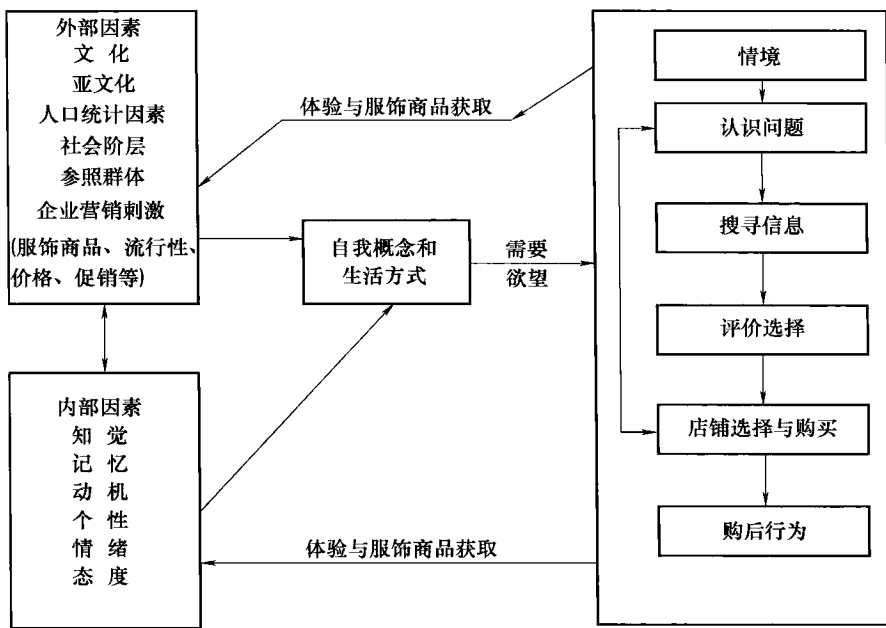 外部因素
文化
亚文化
人口统计因素
社会阶层
参照群体
企业营销刺激
(服饰商品、流行性、
价格、促销等)
内部因素
知觉
记忆
动机
个性
情绪
态度
体验与服饰商品获取
自我概念和
生活方式
需要
欲望
体验与服饰商品获取
情境
认识问题
搜寻信息
评价选择
店铺选择与购买
购后行为